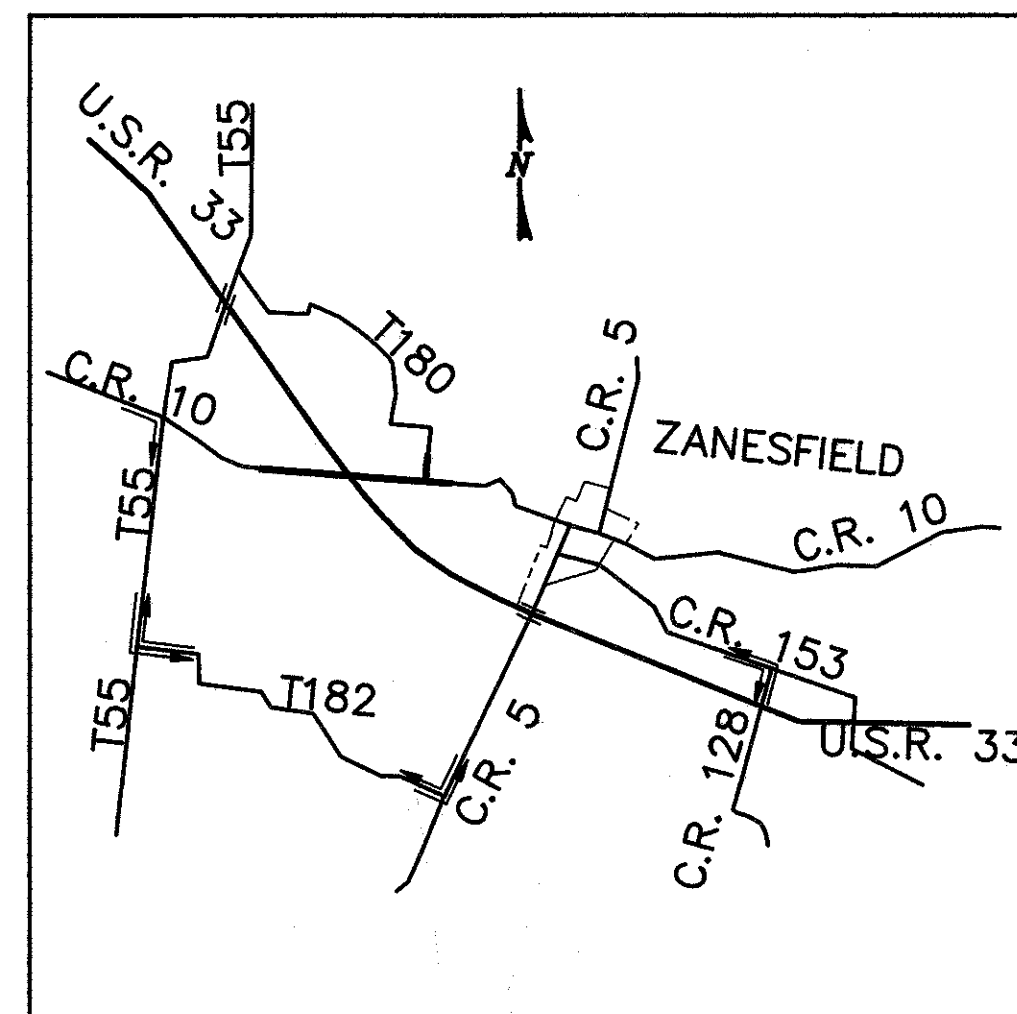 U.S.R. 33
T55
N
C.R. 10
T180
C.R. 5
ZANESFIELD
C.R. 10
T55
C.R. 153
T55
T182
C.R. 5
C.R. 128
U.S.R. 33